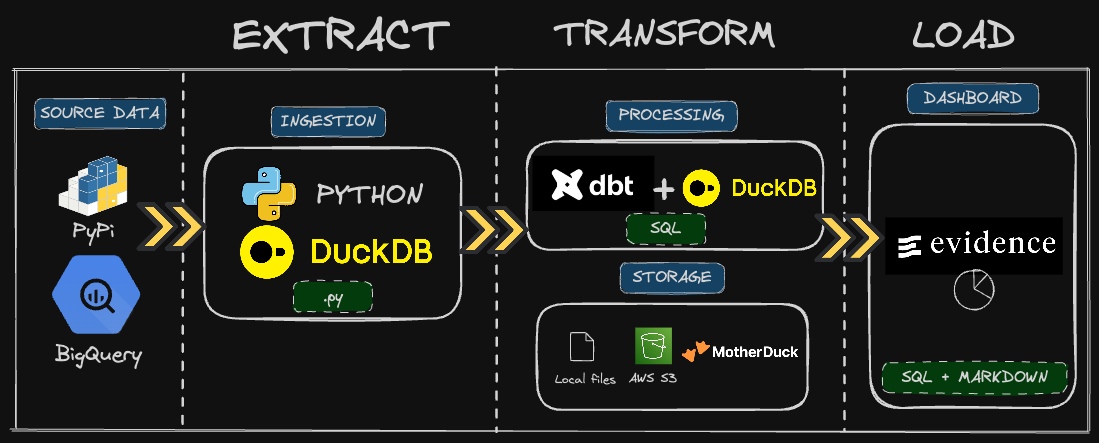 EXTRACT
TRANSFORM
LOAD
SOURCE DATA
PyPi
BigQuery
INGESTION
PYTHON
DuckDB
.py
PROCESSING
dbt + DuckDB
SQL
STORAGE
Local files
AWS S3
MotherDuck
DASHBOARD
evidence
SQL + MARKDOWN